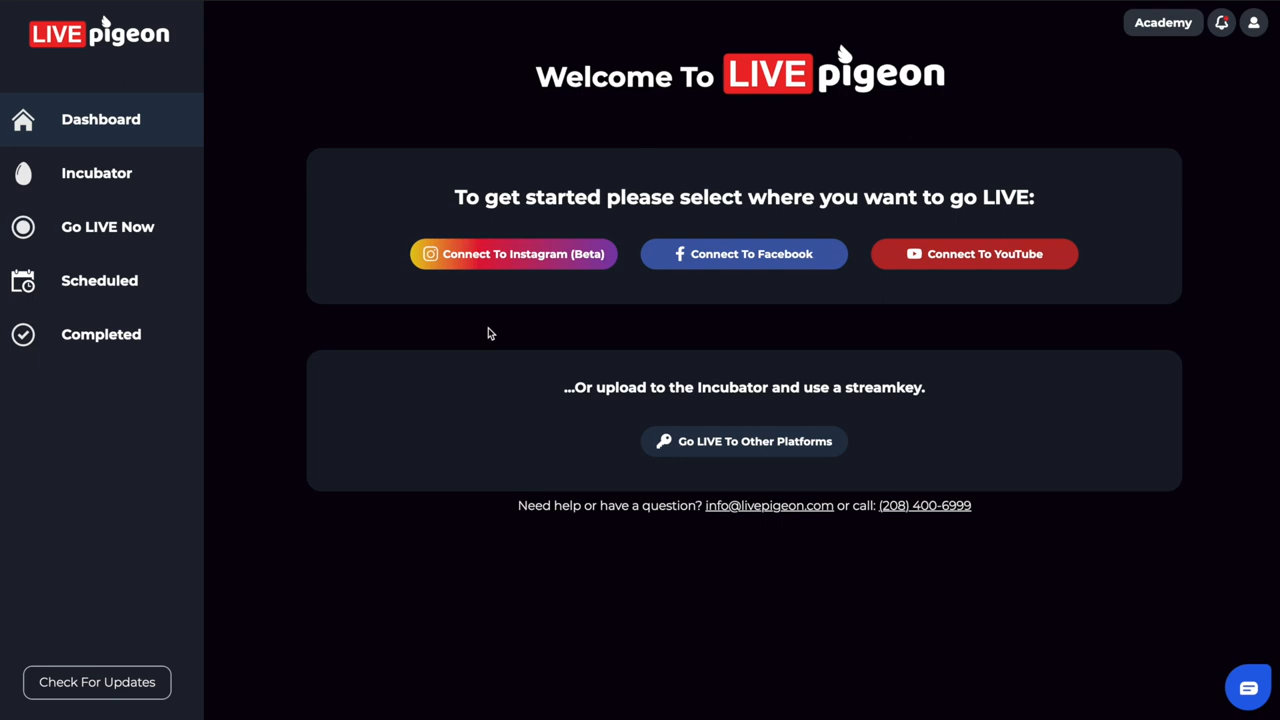 LIVE pigeon
Academy
Welcome To LIVE pigeon
Dashboard
Incubator
Go LIVE Now
Scheduled
Completed
To get started please select where you want to go LIVE:
Connect To Instagram (Beta)
Connect To Facebook
Connect To YouTube
...Or upload to the Incubator and use a streamkey.
Go LIVE To Other Platforms
Need help or have a question? info@livepigeon.com or call: (208) 400-6999
Check For Updates